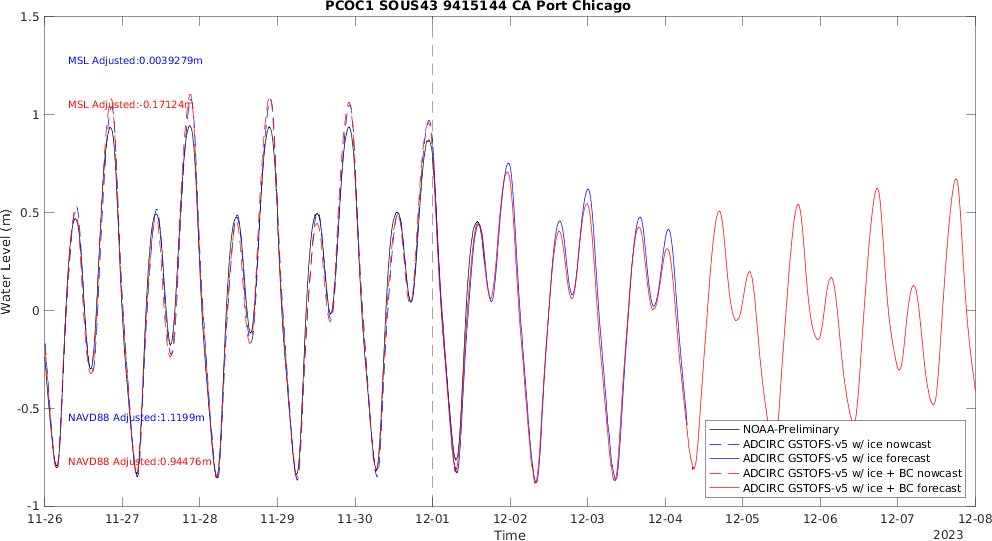 PCOC1 SOUS43 9415144 CA Port Chicago
1.5
1
0.5
0
-0.5
-1
Water Level (m)
MSL Adjusted:0.0039279m
MSL Adjusted:-0.17124m
NAVD88 Adjusted:1.1199m
NAVD88 Adjusted:0.94476m
NOAA-Preliminary
ADCIRC GSTOFS-v5 w/ ice nowcast
ADCIRC GSTOFS-v5 w/ ice forecast
ADCIRC GSTOFS-v5 w/ ice + BC nowcast
ADCIRC GSTOFS-v5 w/ ice + BC forecast
11-26 11-27 11-28 11-29 11-30 12-01 12-02 12-03 12-04 12-05 12-06 12-07 12-08
Time
2023